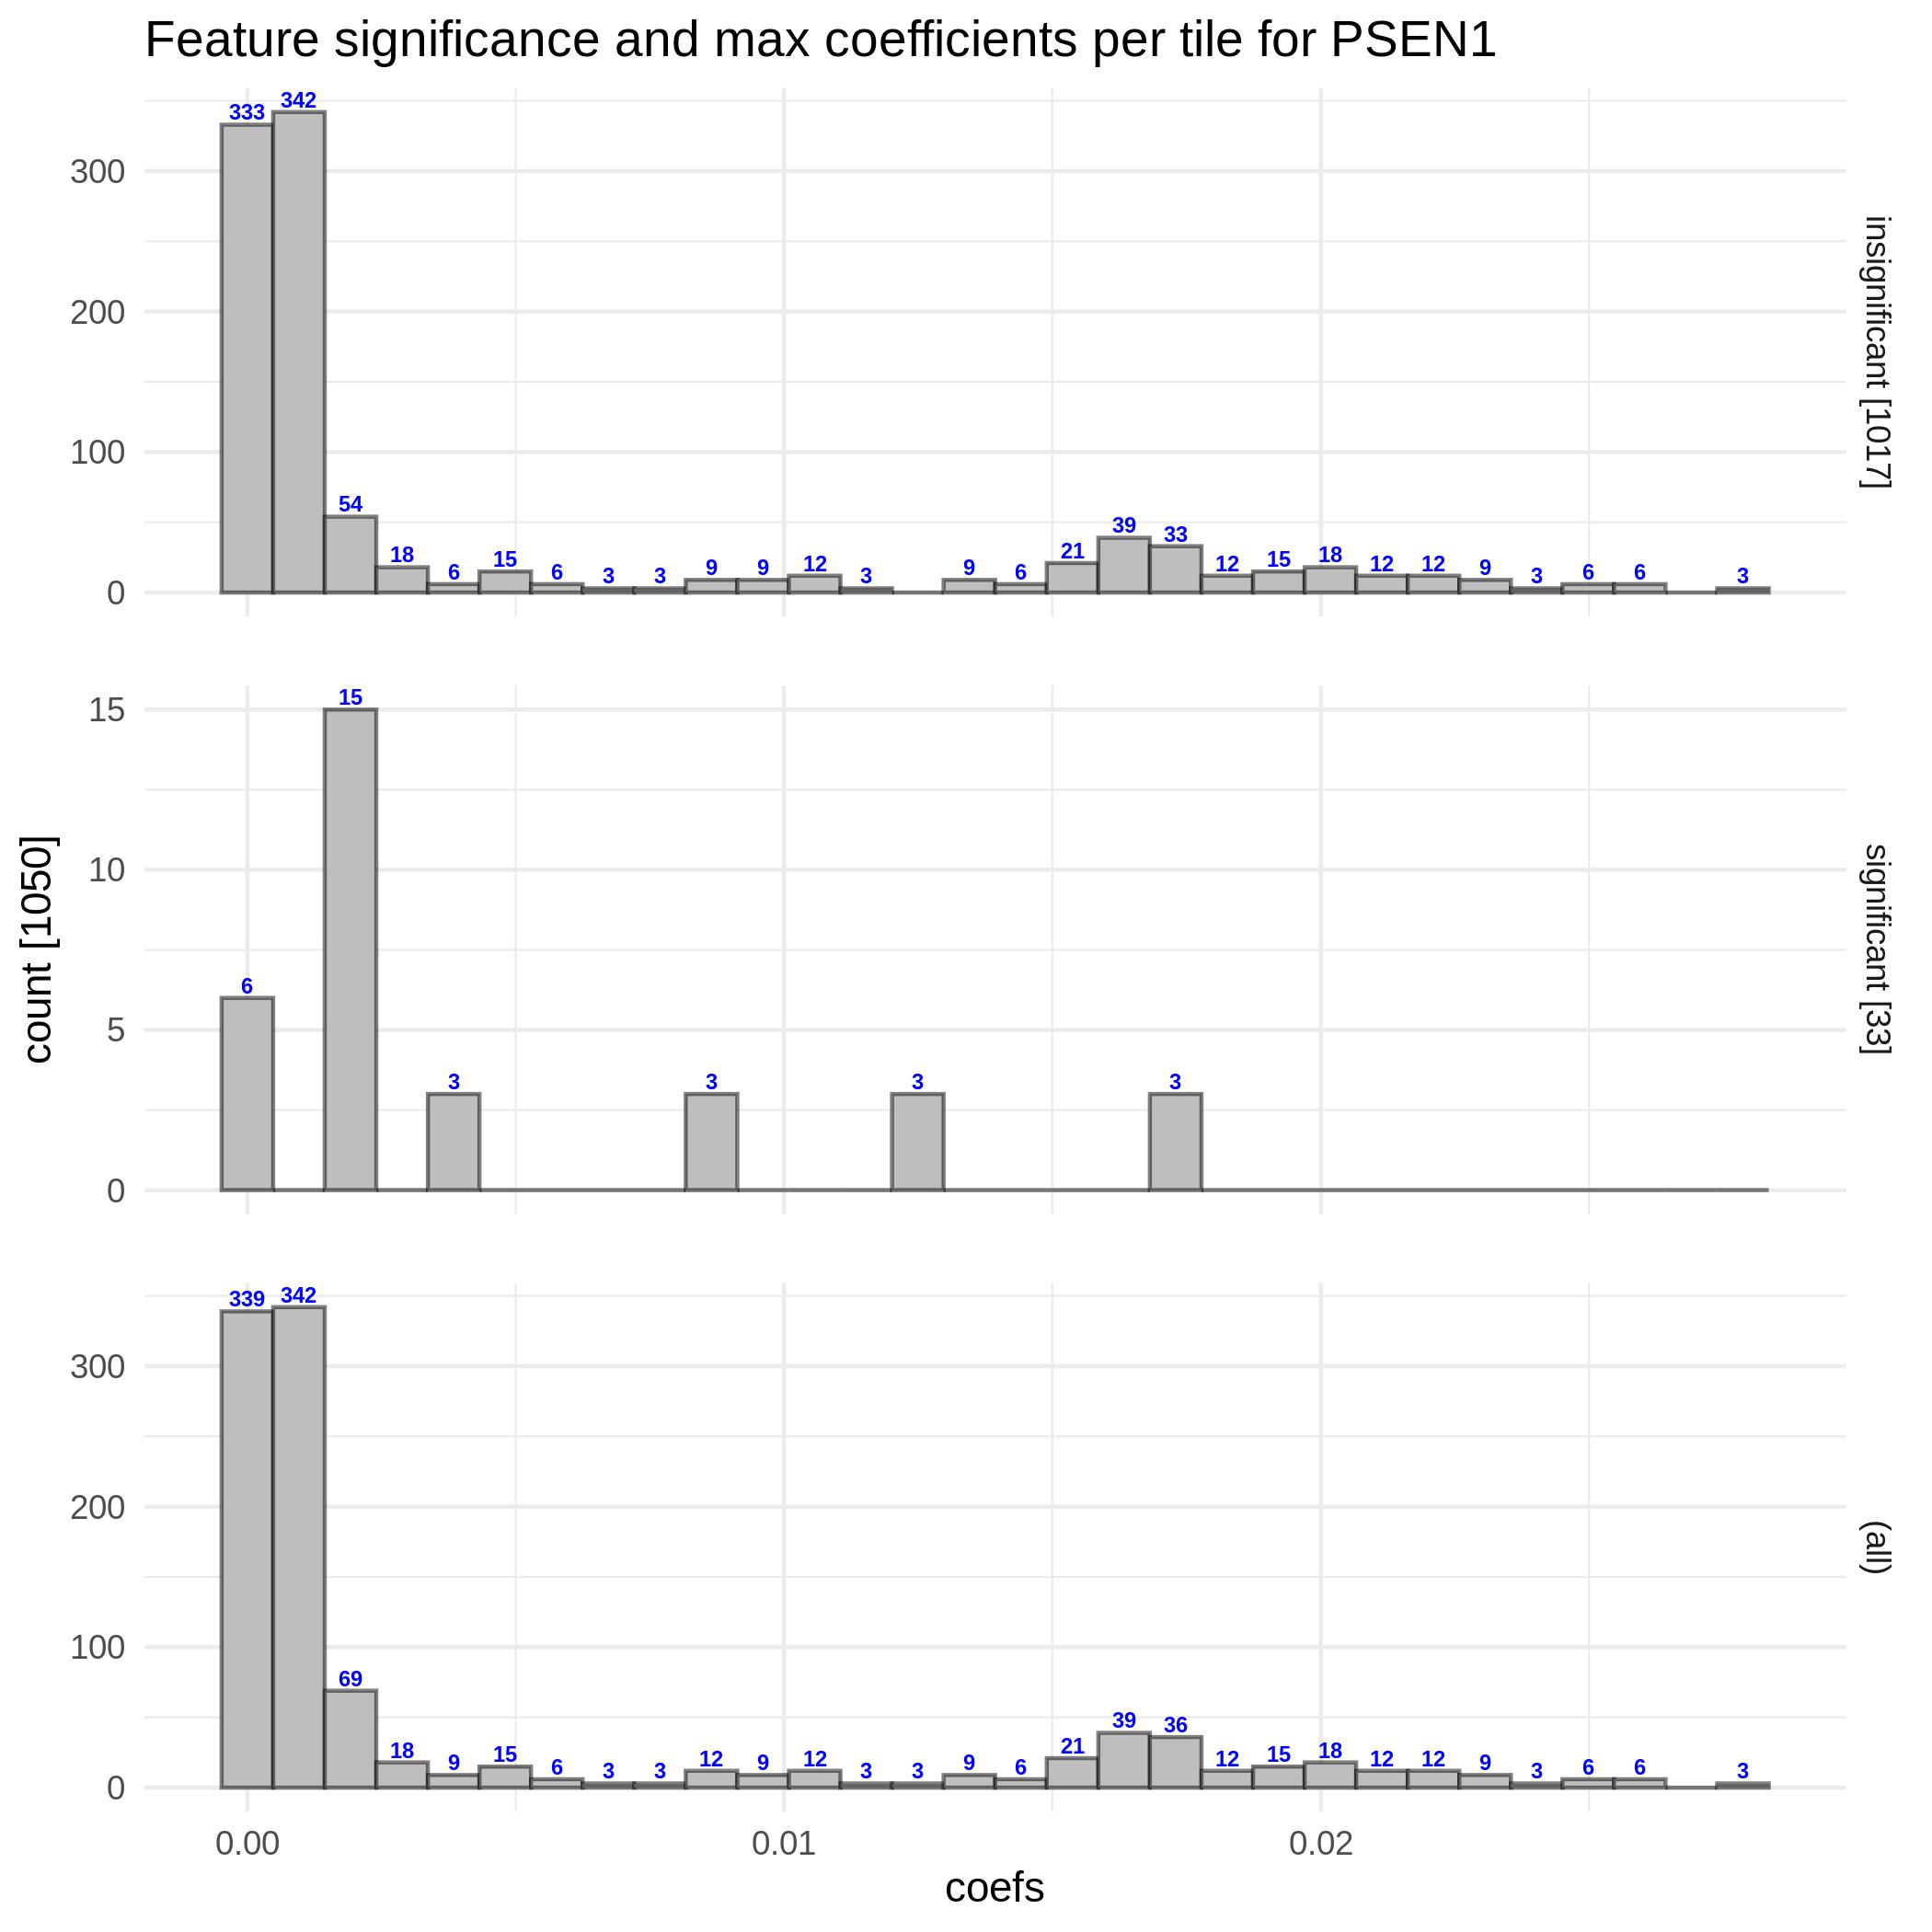 Feature significance and max coefficients per tile for PSEN1
333 342 54 18 6 15 6 3 3 9 9 12 3 9 6 21 39 33 12 15 18 12 12 9 3 6 6 3
300
200
100
0
insignificant [1017]
count [1050]
6 15 3 3 3 3
15
10
5
0
significant [33]
339 342 69 18 9 15 6 3 3 12 9 12 3 3 9 6 21 39 36 12 15 18 12 12 9 3 6 6 3
300
200
100
0
(all)
0.00 0.01 0.02
coefs